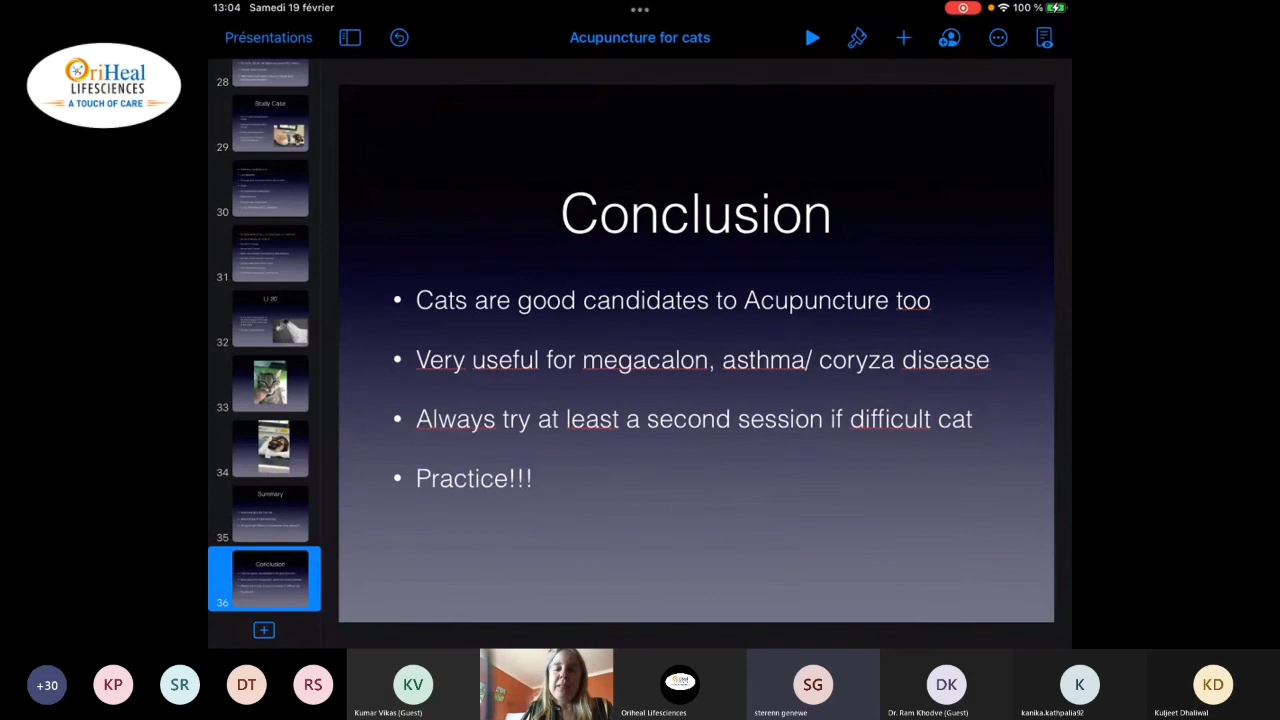 13:04 Samedi 19 février
100 %
Présentations
Acupuncture for cats
OriHeal
LIFESCIENCES
A TOUCH OF CARE
28
Study Case
29
30
31
LI 20
32
33
34
Summary
35
Conclusion
36
Conclusion
• Cats are good candidates to Acupuncture too
• Very useful for megacalon, asthma/ coryza disease
• Always try at least a second session if difficult cat
• Practice!!!
+30
KP
SR
DT
RS
KV
SG
DK
K
KD
Kumar Vikas (Guest)
Oriheal Lifesciences
sterenn genewe
Dr. Ram Khodve (Guest)
kanika.kathpalia92
Kuljeet Dhaliwal